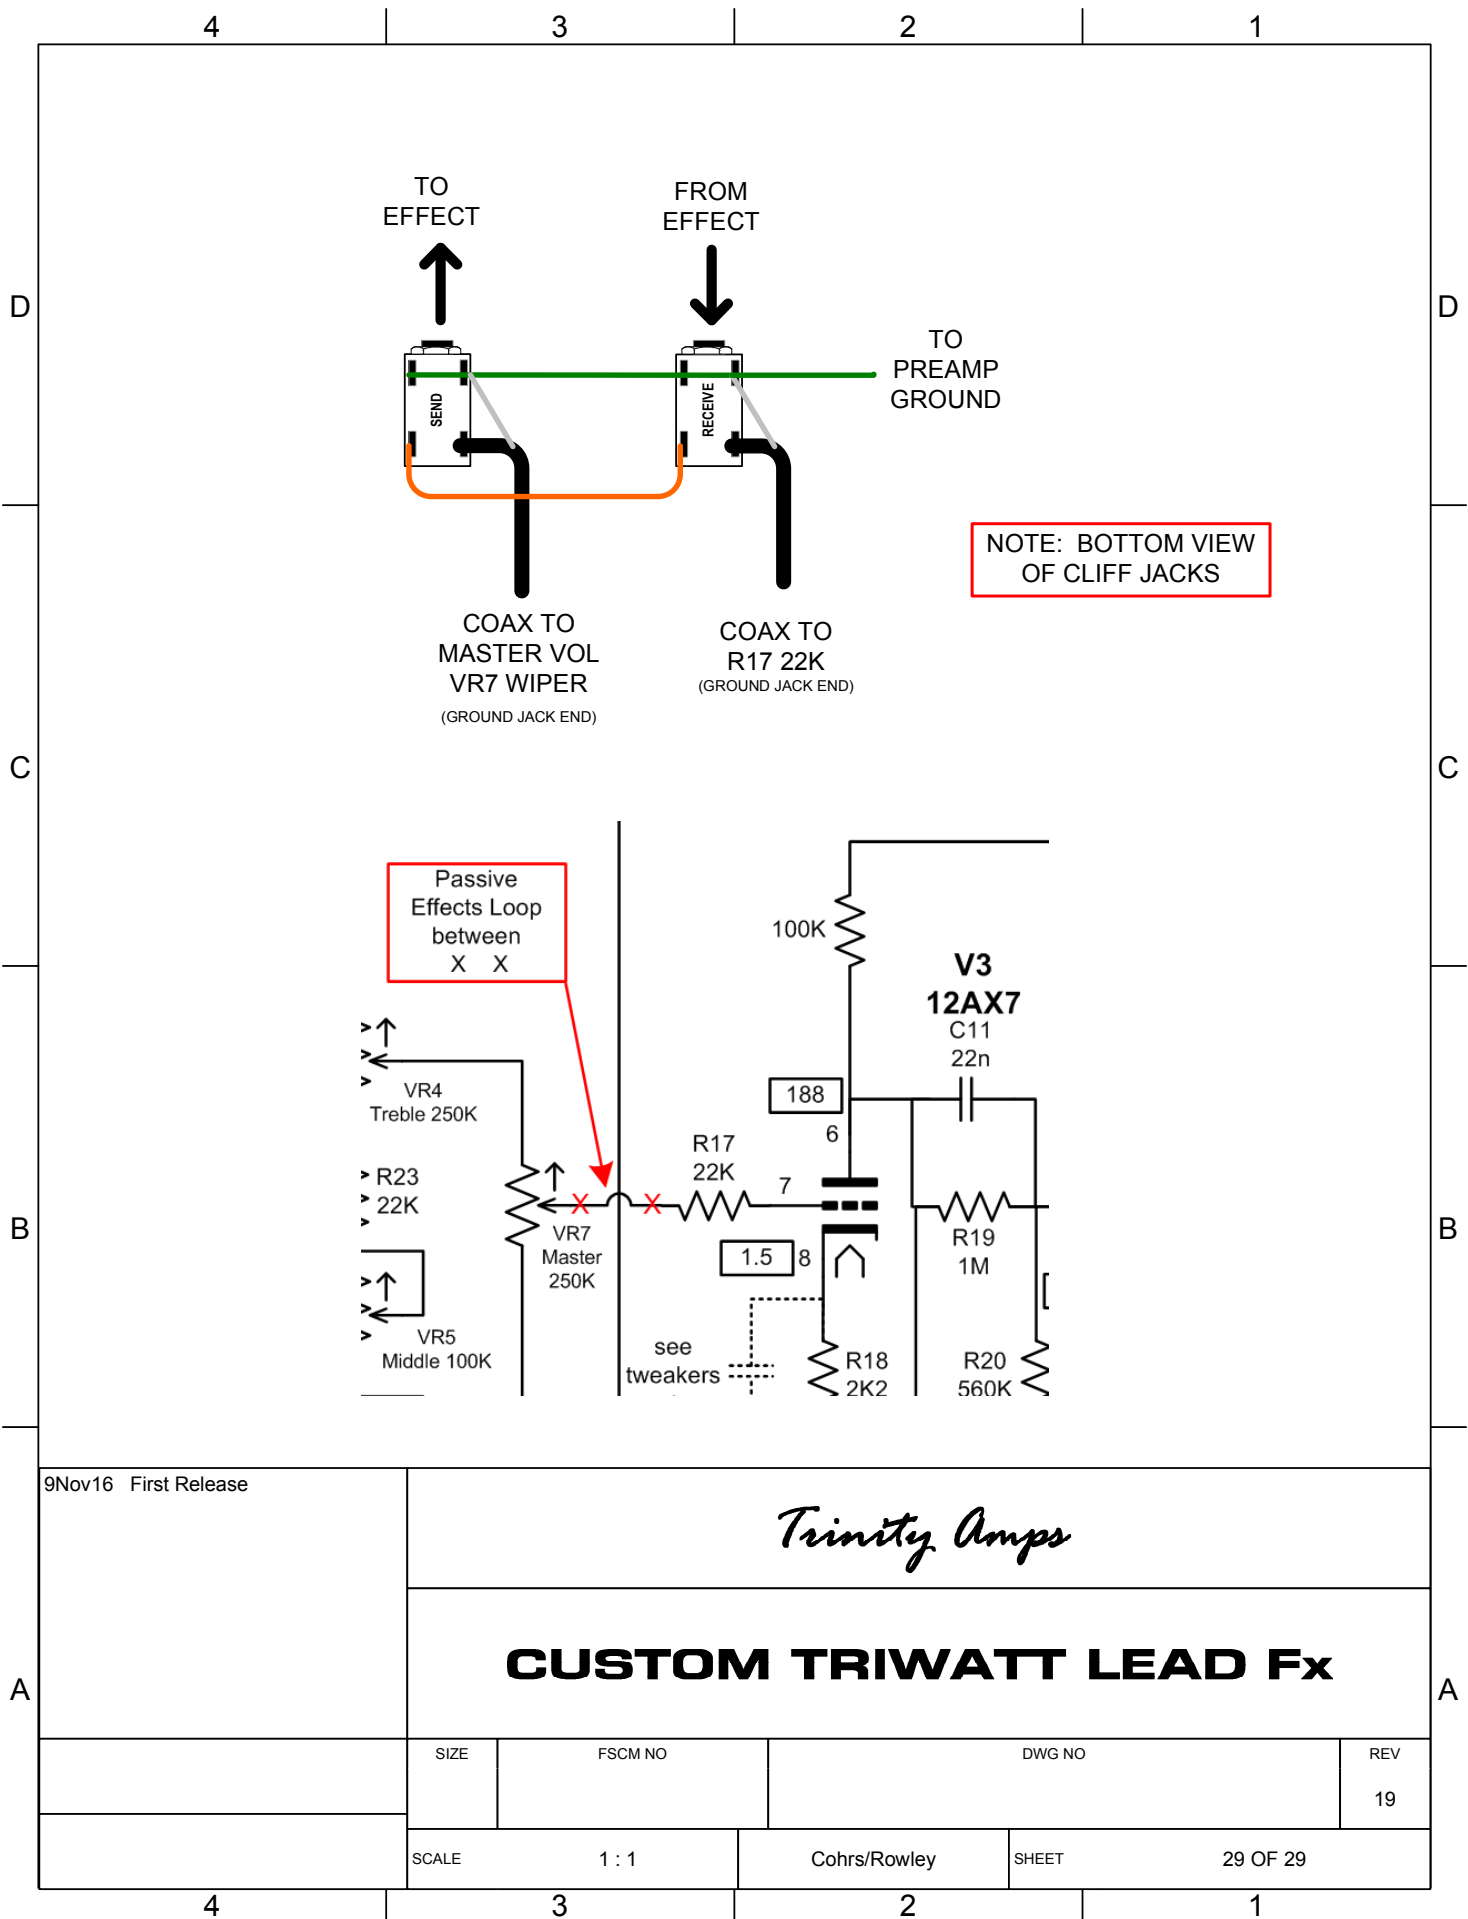 4 3 2 1
TO
EFFECT
FROM
EFFECT
D D
TO
PREAMP
GROUND
SEND
RECEIVE
NOTE: BOTTOM VIEW
OF CLIFF JACKS
COAX TO
MASTER VOL
VR7 WIPER
(GROUND JACK END)
COAX TO
R17 22K
(GROUND JACK END)
C C
Passive
Effects Loop
between
X X
100K
V3
12AX7
C11
22n
VR4
Treble 250K
188
6
R17
22K
7
R23
22K
X X
VR7
Master
250K
1.5 8
R19
1M
B B
VR5
Middle 100K
see
tweakers
R18
2K2
R20
560K
9Nov16 First Release
Trinity Amps
CUSTOM TRIWATT LEAD Fx
A A
SIZE FSCM NO DWG NO REV
19
SCALE 1 : 1 Cohrs/Rowley SHEET 29 OF 29
4 3 2 1